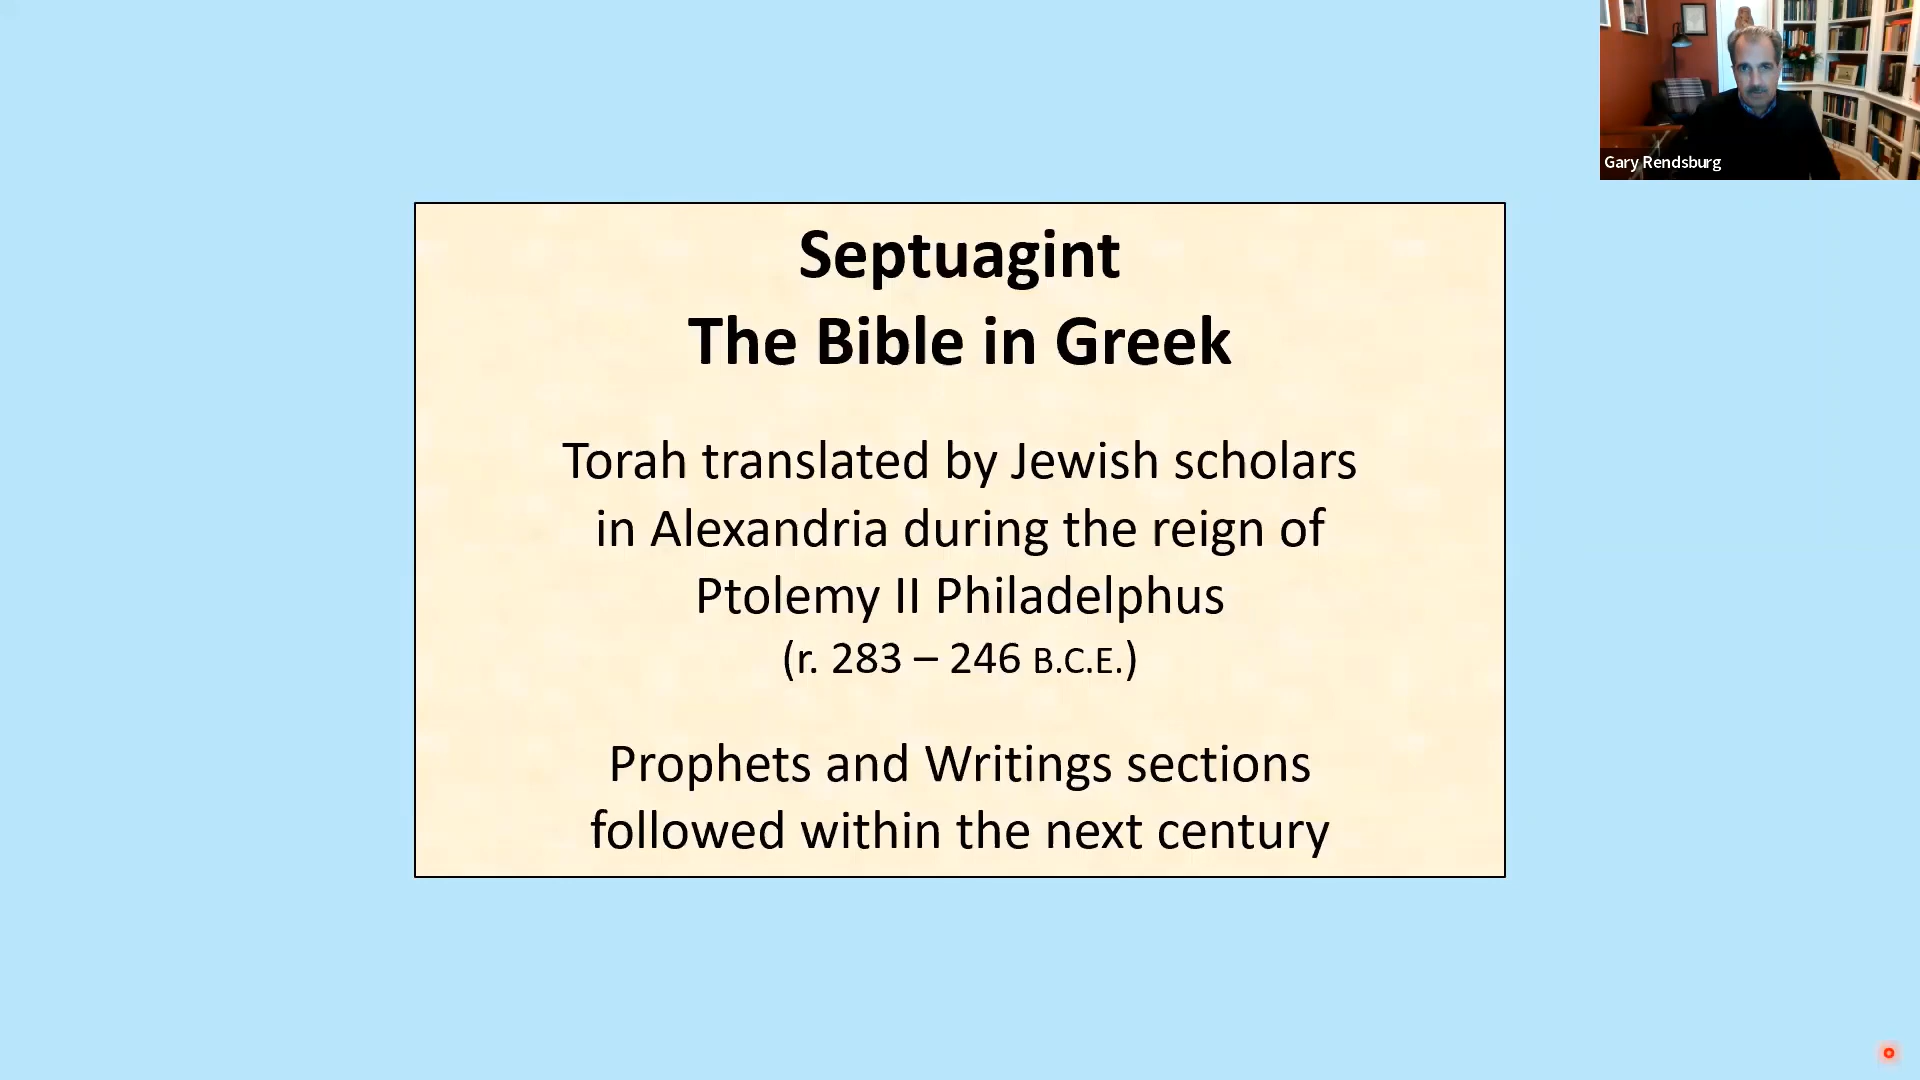 Gary Rendsburg
Septuagint
The Bible in Greek
Torah translated by Jewish scholars
in Alexandria during the reign of
Ptolemy II Philadelphus
(r. 283 – 246 B.C.E.)
Prophets and Writings sections
followed within the next century